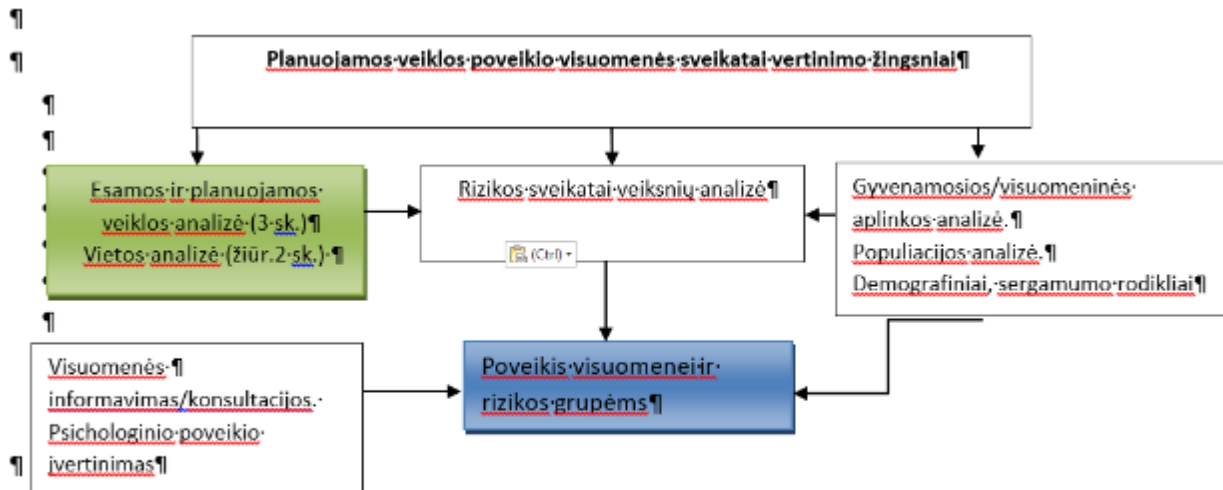 Planuojamos veiklos poveikio visuomenės sveikatai vertinimo žingsniai¶
Esamos ir planuojamos
veiklos analizė (3 sk.)¶
Vietos analizė (žiūr.2 sk.) ¶
Rizikos sveikatai veiksnių analizė¶
(Ctrl)
Gyvenamosios/visuomeninės
aplinkos analizė.¶
Populiacijos analizė.¶
Demografiniai, sergamumo rodikliai¶
Visuomenės ¶
informavimas/konsultacijos.
Psichologinio poveikio
įvertinimas¶
Poveikis visuomenei ir
rizikos grupėms¶